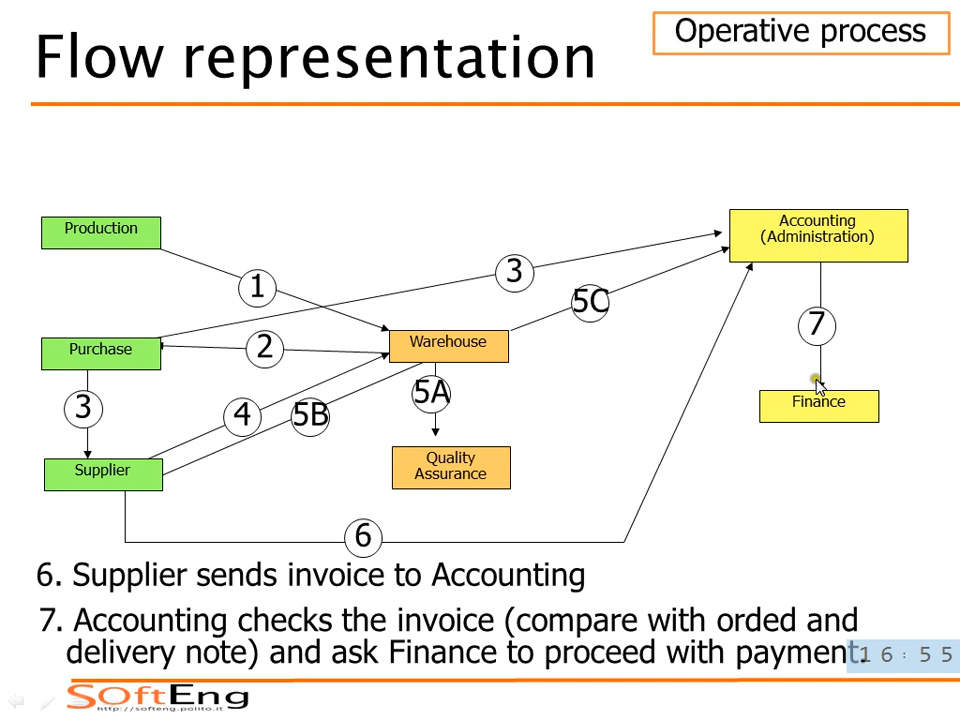 Operative process
Flow representation
Production
Accounting
(Administration)
3
1
5C
7
2
Warehouse
Purchase
3
4
5B
5A
Finance
Supplier
Quality
Assurance
6
6. Supplier sends invoice to Accounting
7. Accounting checks the invoice (compare with orded and
delivery note) and ask Finance to proceed with payment.
16:55
SOftEng
http://softeng.polito.it